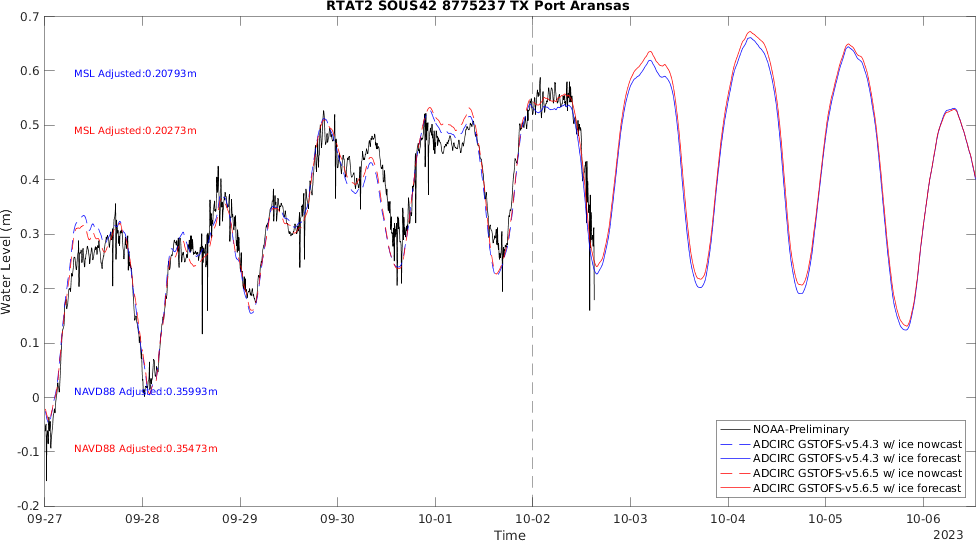 RTAT2 SOUS42 8775237 TX Port Aransas
0.7
0.6
0.5
0.4
0.3
0.2
0.1
0
-0.1
-0.2
Water Level (m)
MSL Adjusted:0.20793m
MSL Adjusted:0.20273m
NAVD88 Adjusted:0.35993m
NAVD88 Adjusted:0.35473m
NOAA-Preliminary
ADCIRC GSTOFS-v5.4.3 w/ ice nowcast
ADCIRC GSTOFS-v5.4.3 w/ ice forecast
ADCIRC GSTOFS-v5.6.5 w/ ice nowcast
ADCIRC GSTOFS-v5.6.5 w/ ice forecast
09-27 09-28 09-29 09-30 10-01 10-02 10-03 10-04 10-05 10-06
Time
2023